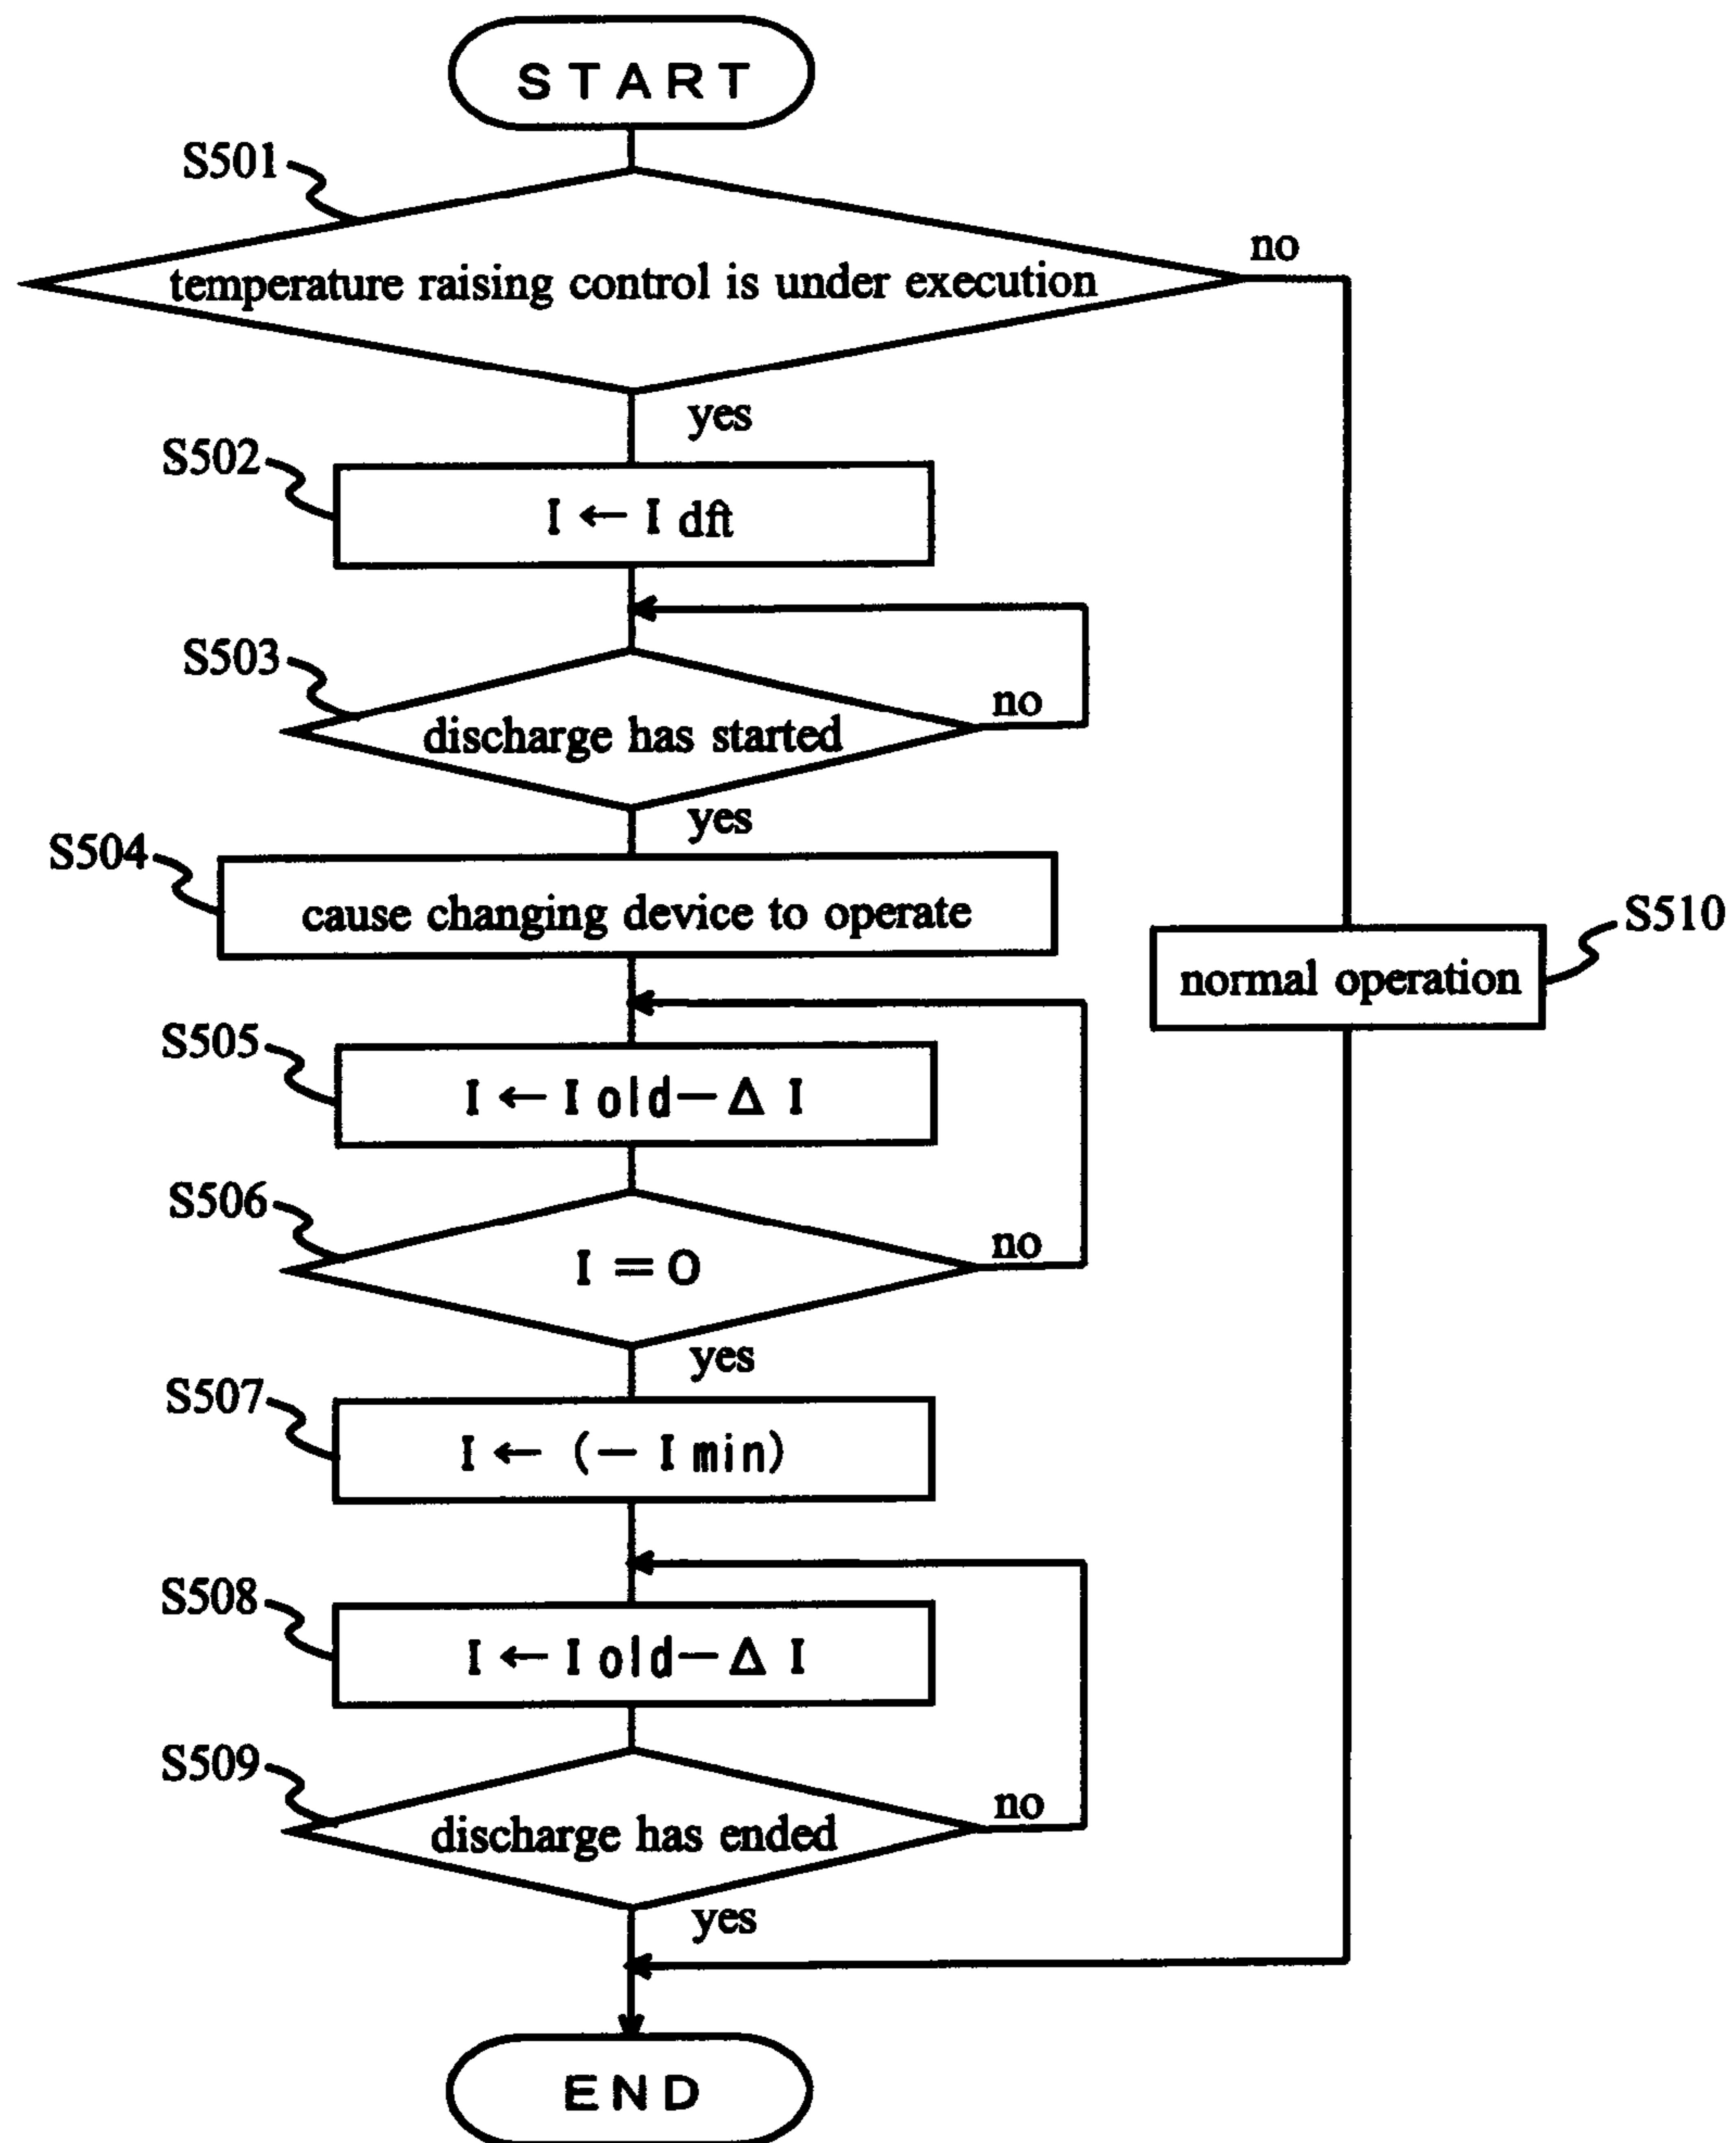 START
S501
temperature raising control is under execution
no
yes
S502
I ← I dft
S503
discharge has started
no
yes
S504
cause changing device to operate
S510
normal operation
S505
I ← I old－Δ I
S506
I = 0
no
yes
S507
I ← (－ I min)
S508
I ← I old－Δ I
S509
discharge has ended
no
yes
END